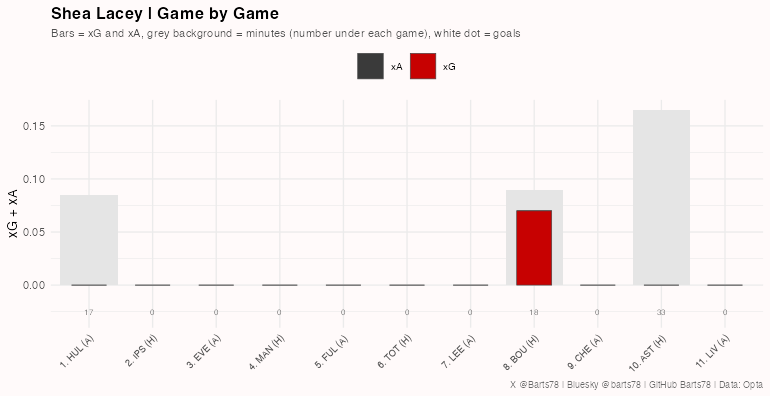 Shea Lacey | Game by Game
Bars = xG and xA, grey background = minutes (number under each game), white dot = goals
xA xG
xG + xA
0.15
0.10
0.05
0.00
17 0 0 0 0 0 0 18 0 33 0
1. HUL (A) 2. IPS (H) 3. EVE (A) 4. MAN (H) 5. FUL (A) 6. TOT (H) 7. LEE (A) 8. BOU (H) 9. CHE (A) 10. AST (H) 11. LIV (A)
X @Barts78 | Bluesky @barts78 | GitHub Barts78 | Data: Opta